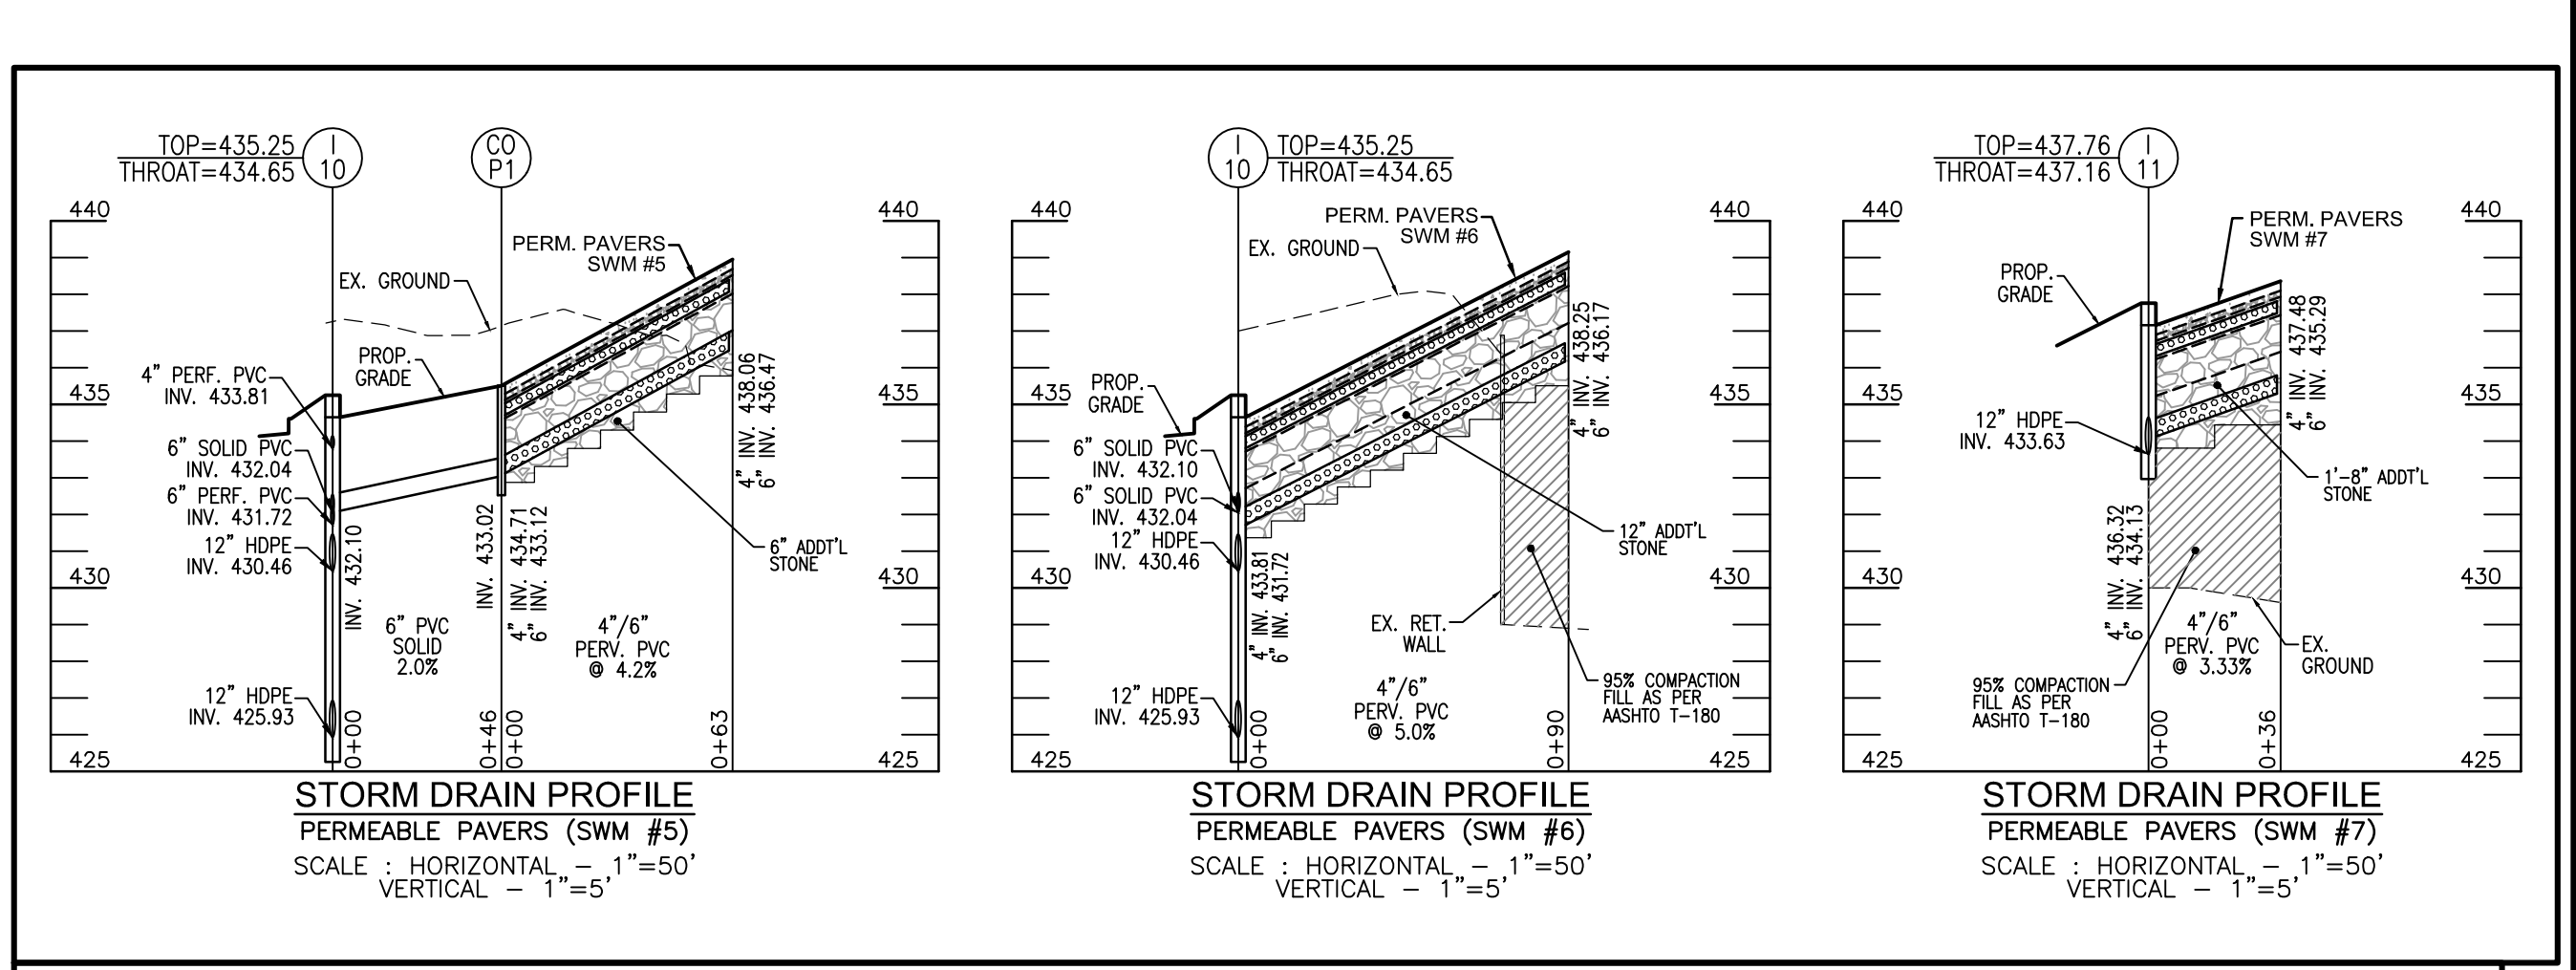 TOP=435.25
THROAT=434.65
I
10
CO
P1
440
440
PERM. PAVERS
SWM #5
EX. GROUND
PROP.
GRADE
4" PERF. PVC
INV. 433.81
435
435
6" SOLID PVC
INV. 432.04
6" PERF. PVC
INV. 431.72
12" HDPE
INV. 430.46
4" INV. 438.06
6" INV. 436.47
INV. 432.10
INV. 433.02
4" INV. 434.71
6" INV. 433.12
6" ADDT'L
STONE
430
430
6" PVC
SOLID
2.0%
4"/6"
PERV. PVC
@ 4.2%
12" HDPE
INV. 425.93
0+00
0+46
0+00
0+63
425
425
STORM DRAIN PROFILE
PERMEABLE PAVERS (SWM #5)
SCALE : HORIZONTAL – 1"=50'
VERTICAL – 1"=5'
I
10
TOP=435.25
THROAT=434.65
440
440
PERM. PAVERS
SWM #6
EX. GROUND
4" INV. 438.25
6" INV. 436.17
PROP.
GRADE
435
435
6" SOLID PVC
INV. 432.10
6" SOLID PVC
INV. 432.04
12" HDPE
INV. 430.46
12" ADDT'L
STONE
4" INV. 433.81
6" INV. 431.72
430
430
EX. RET.
WALL
4"/6"
PERV. PVC
@ 5.0%
95% COMPACTION
FILL AS PER
AASHTO T-180
12" HDPE
INV. 425.93
0+00
0+90
425
425
STORM DRAIN PROFILE
PERMEABLE PAVERS (SWM #6)
SCALE : HORIZONTAL – 1"=50'
VERTICAL – 1"=5'
TOP=437.76
THROAT=437.16
I
11
440
440
PERM. PAVERS
SWM #7
PROP.
GRADE
4" INV. 437.48
6" INV. 435.29
435
435
12" HDPE
INV. 433.63
1'-8" ADDT'L
STONE
4" INV. 436.32
6" INV. 434.13
430
430
4"/6"
PERV. PVC
@ 3.33%
EX.
GROUND
95% COMPACTION
FILL AS PER
AASHTO T-180
0+00
0+36
425
425
STORM DRAIN PROFILE
PERMEABLE PAVERS (SWM #7)
SCALE : HORIZONTAL – 1"=50'
VERTICAL – 1"=5'